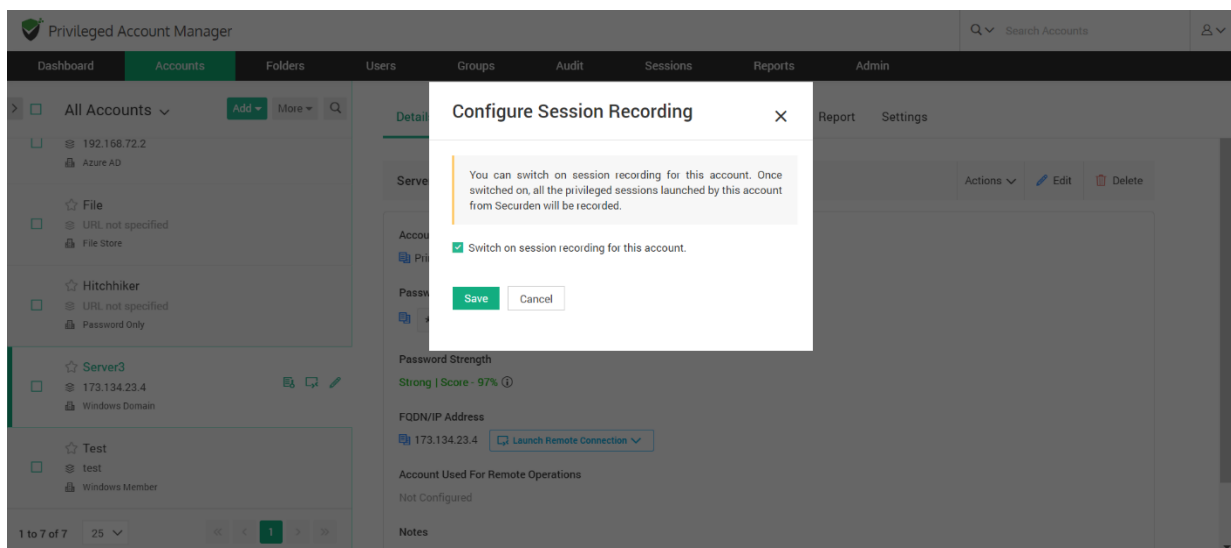 Privileged Account Manager
Search Accounts
Dashboard Accounts Folders Users Groups Audit Sessions Reports Admin
All Accounts
Add
More
192.168.72.2
Azure AD
File
URL not specified
File Store
Hitchhiker
URL not specified
Password Only
Server3
173.134.23.4
Windows Domain
Test
test
Windows Member
1 to 7 of 7
25
1
Detail
Report
Settings
Serve
Actions
Edit
Delete
Accou
Pri
Passw
Configure Session Recording
You can switch on session recording for this account. Once
switched on, all the privileged sessions launched by this account
from Securden will be recorded.
Switch on session recording for this account.
Save
Cancel
Password Strength
Strong | Score - 97%
FQDN/IP Address
173.134.23.4
Launch Remote Connection
Account Used For Remote Operations
Not Configured
Notes